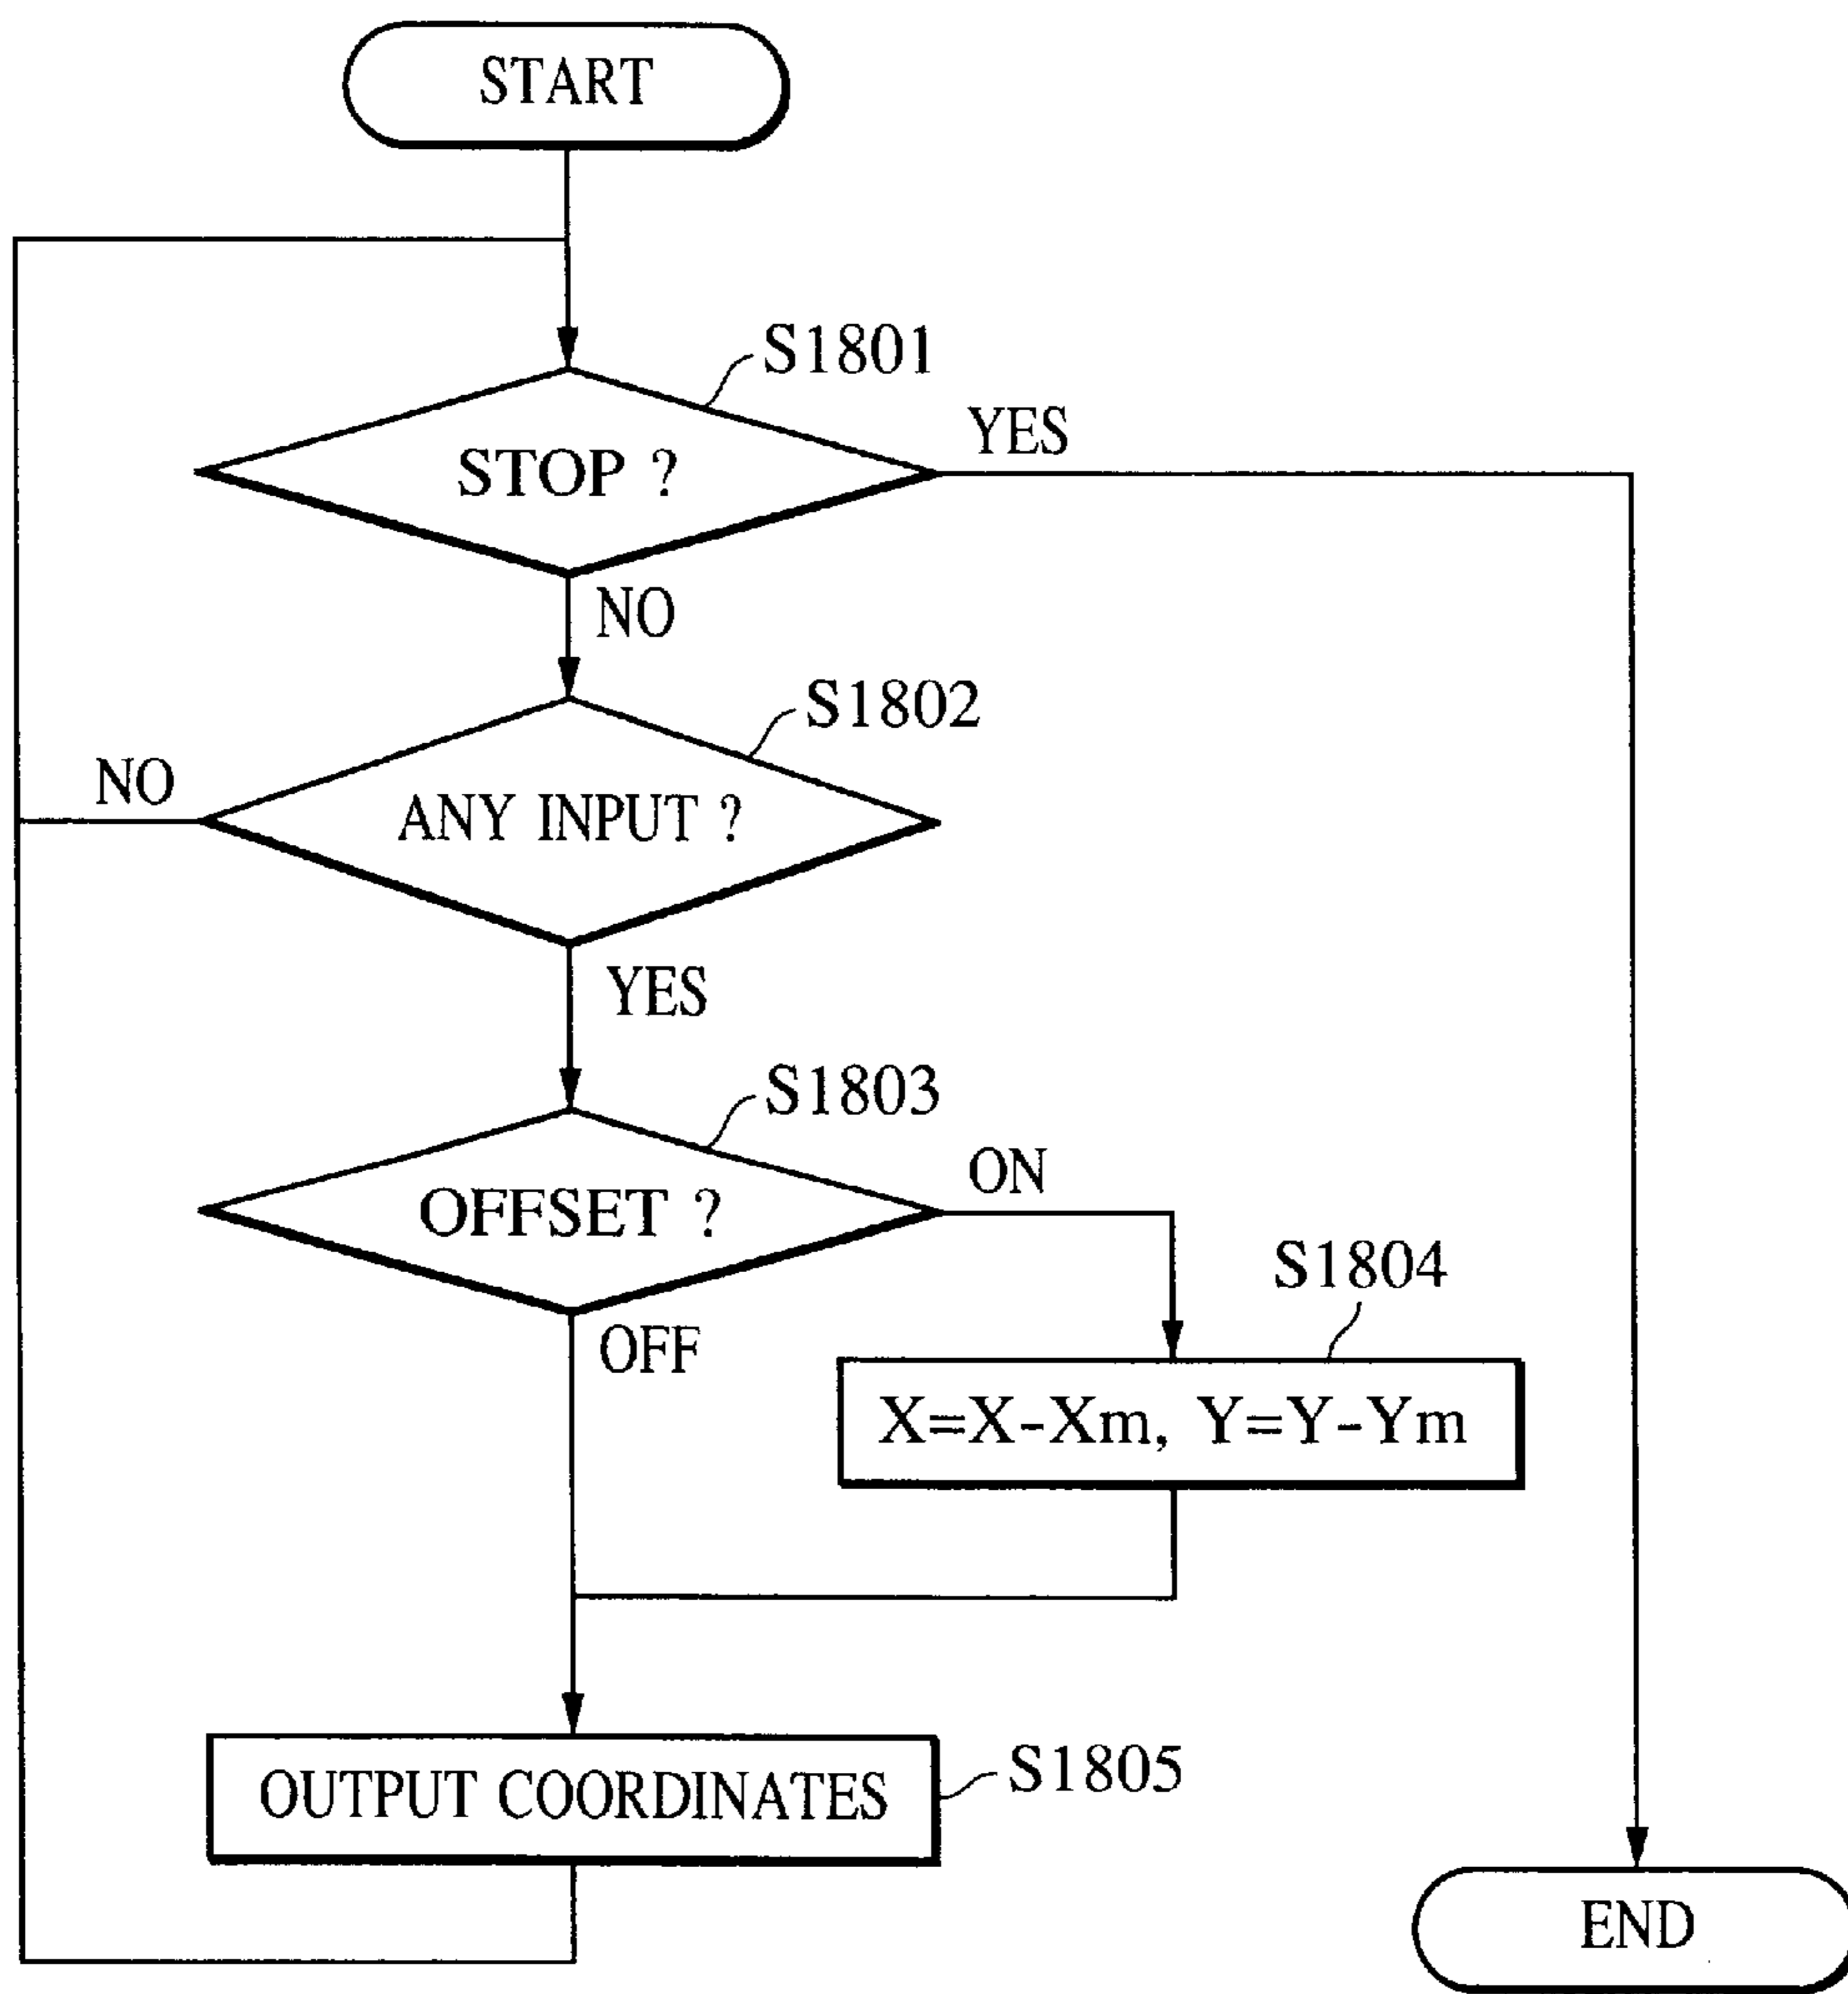 START
S1801
YES
STOP ?
NO
S1802
NO
ANY INPUT ?
YES
S1803
ON
OFFSET ?
S1804
OFF
X=X-Xm, Y=Y-Ym
OUTPUT COORDINATES
S1805
END